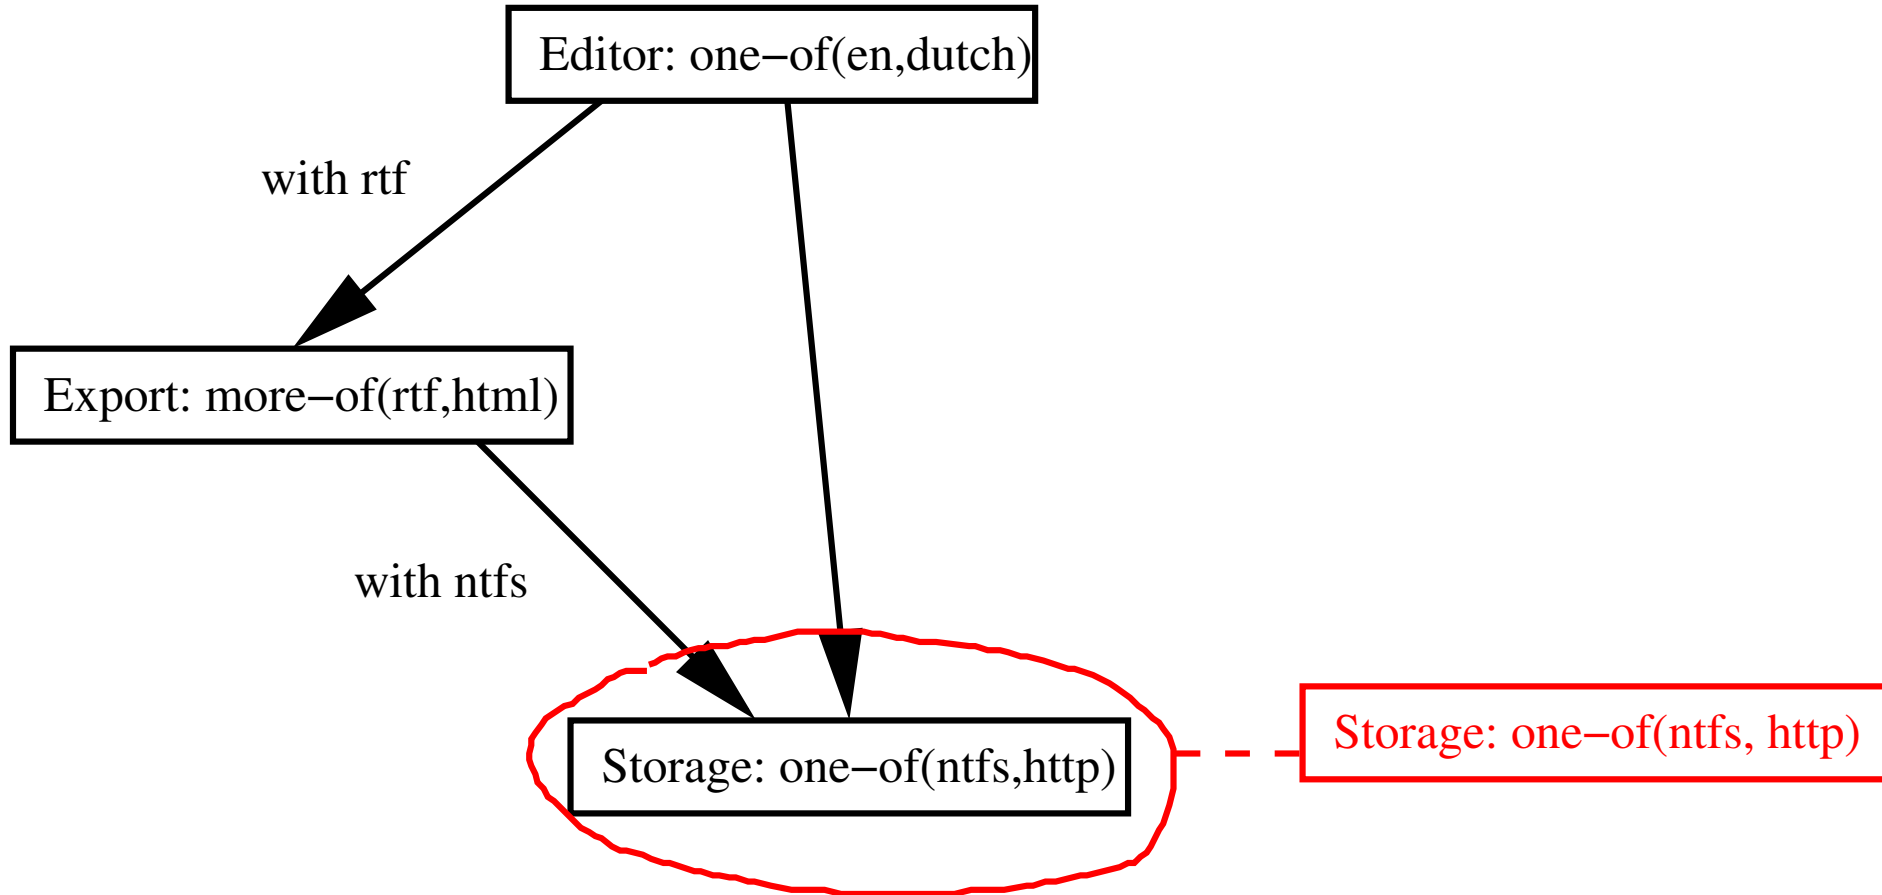 Editor: one−of(en,dutch)
with rtf
Export: more−of(rtf,html)
with ntfs
Storage: one−of(ntfs, http)
Storage: one−of(ntfs,http)